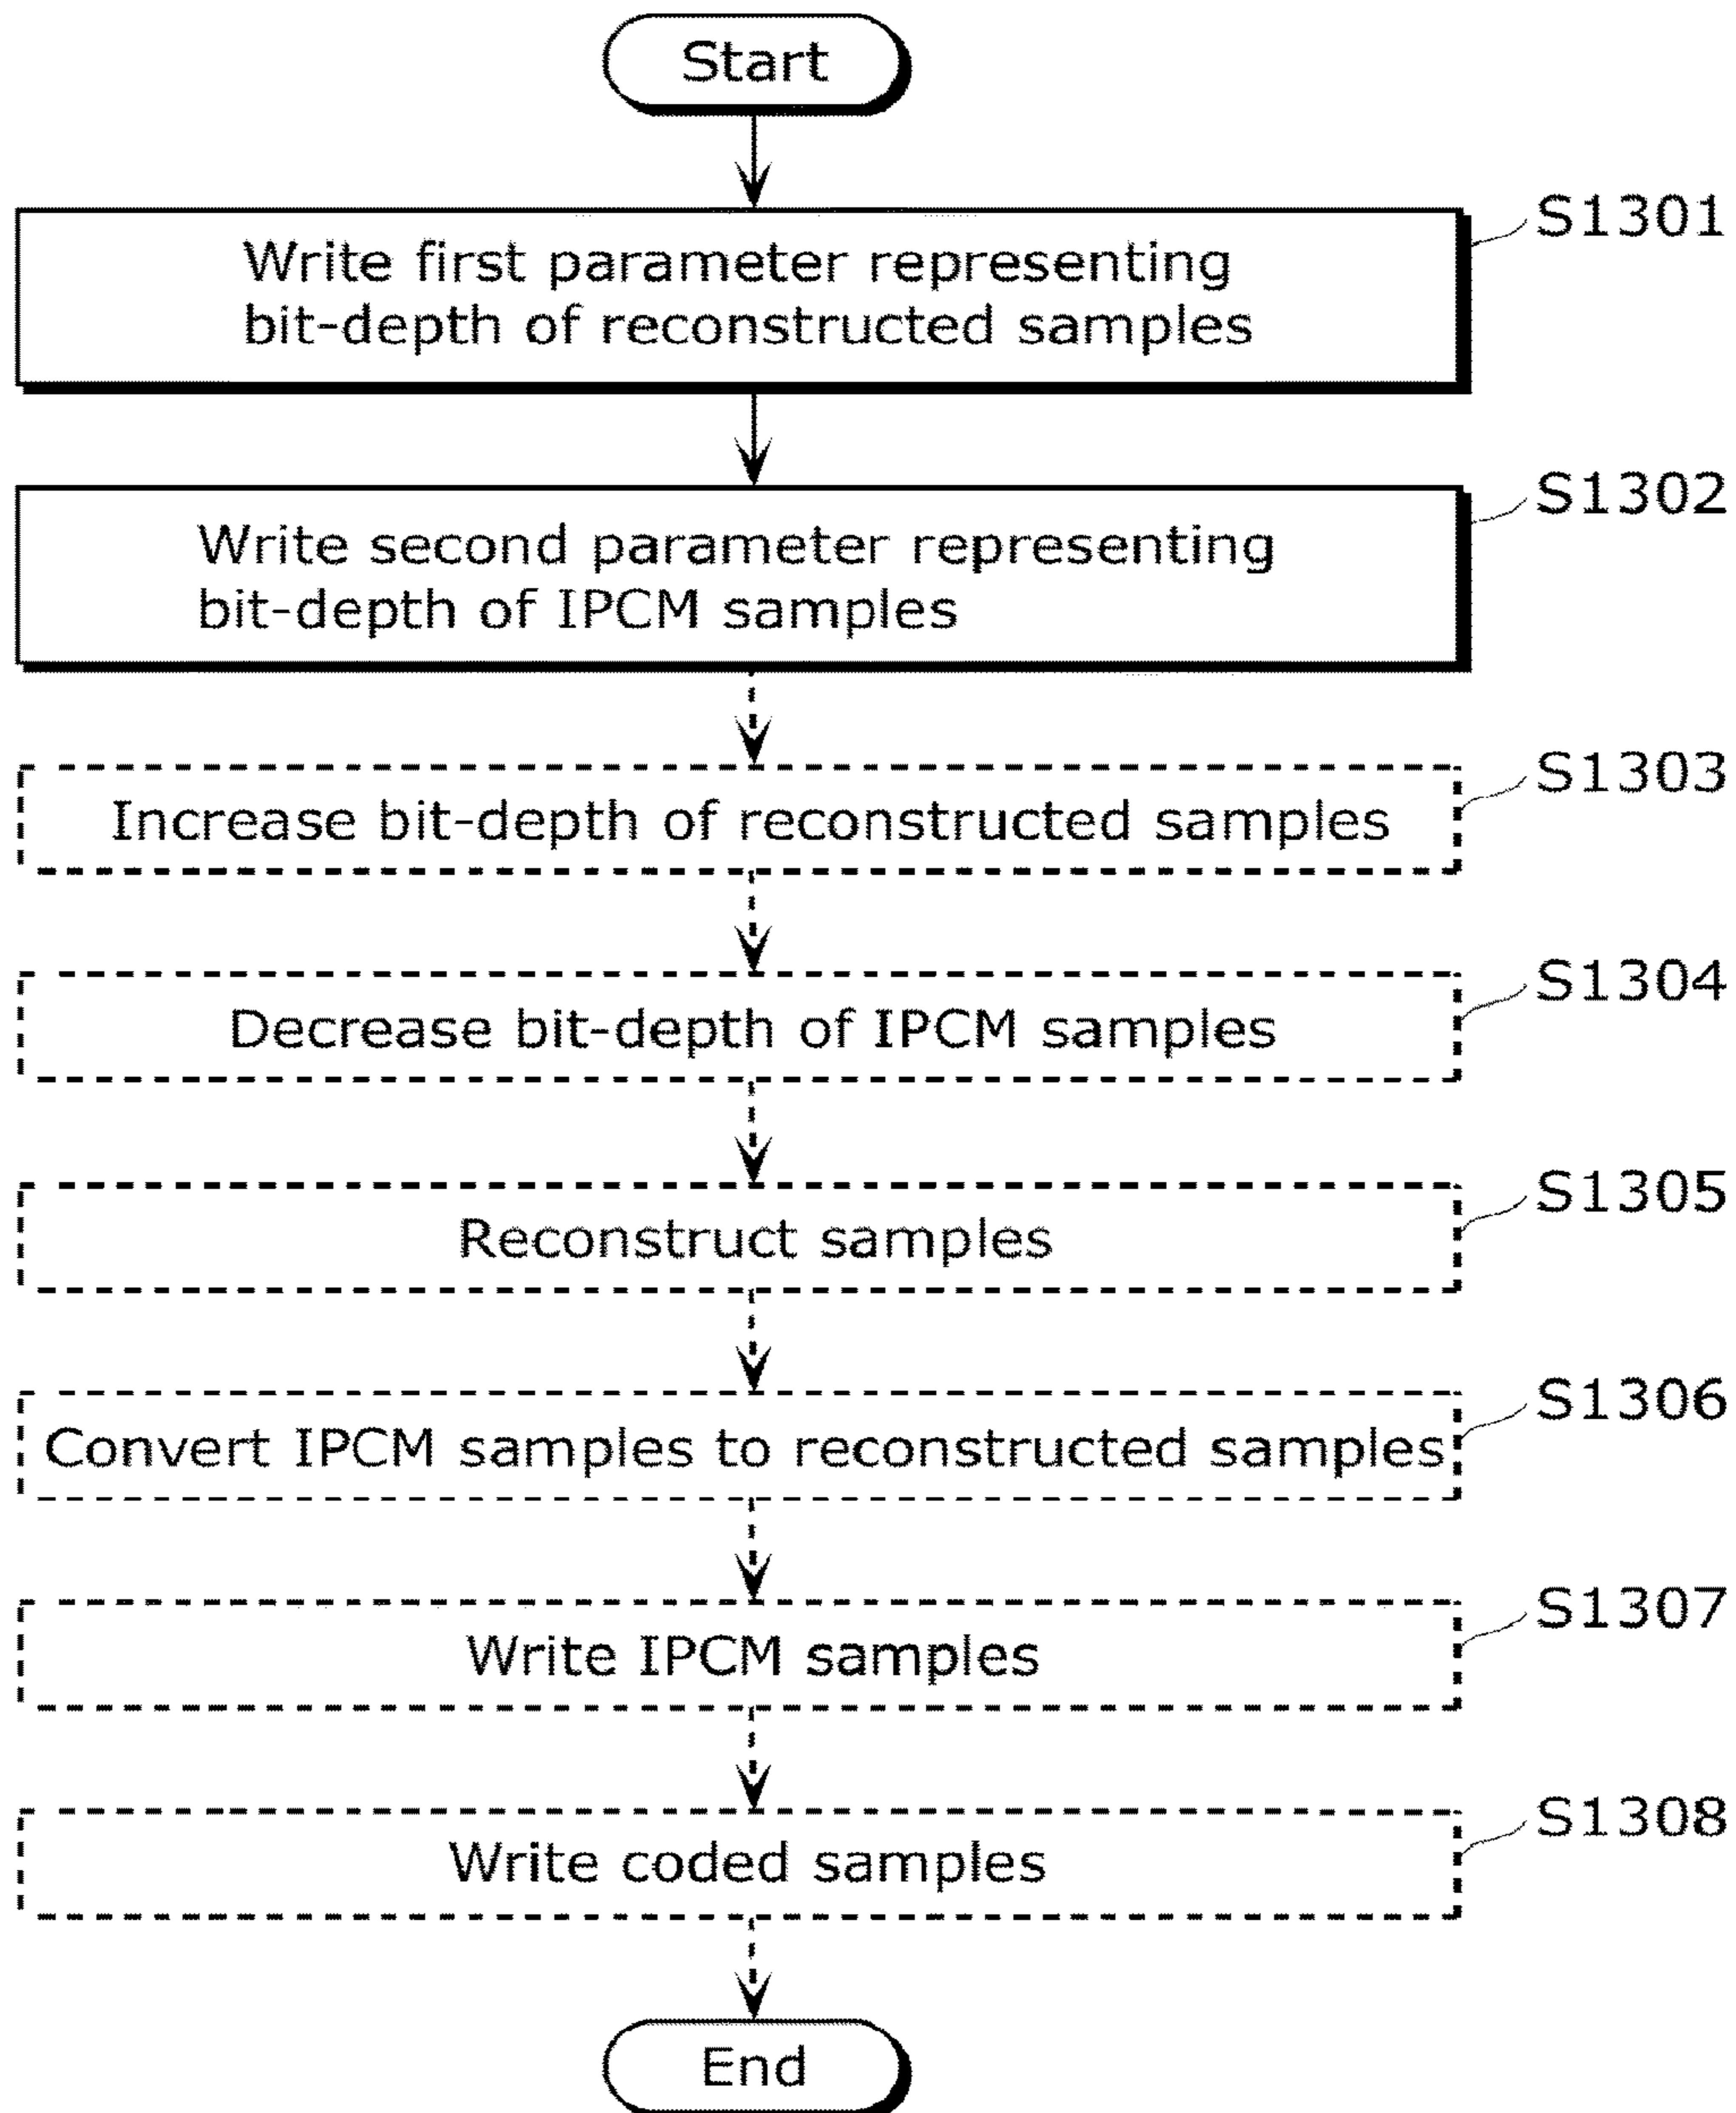 Start
S1301
Write first parameter representing
bit-depth of reconstructed samples
S1302
Write second parameter representing
bit-depth of IPCM samples
S1303
Increase bit-depth of reconstructed samples
S1304
Decrease bit-depth of IPCM samples
S1305
Reconstruct samples
S1306
Convert IPCM samples to reconstructed samples
S1307
Write IPCM samples
S1308
Write coded samples
End